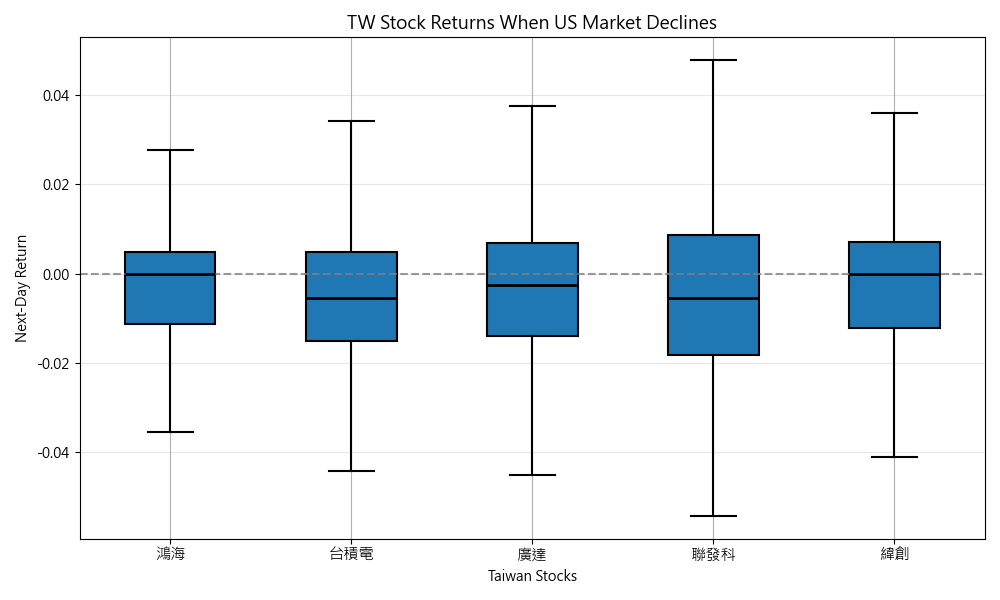 TW Stock Returns When US Market Declines
Next-Day Return
0.04
0.02
0.00
-0.02
-0.04
鴻海 台積電 廣達 聯發科 緯創
Taiwan Stocks